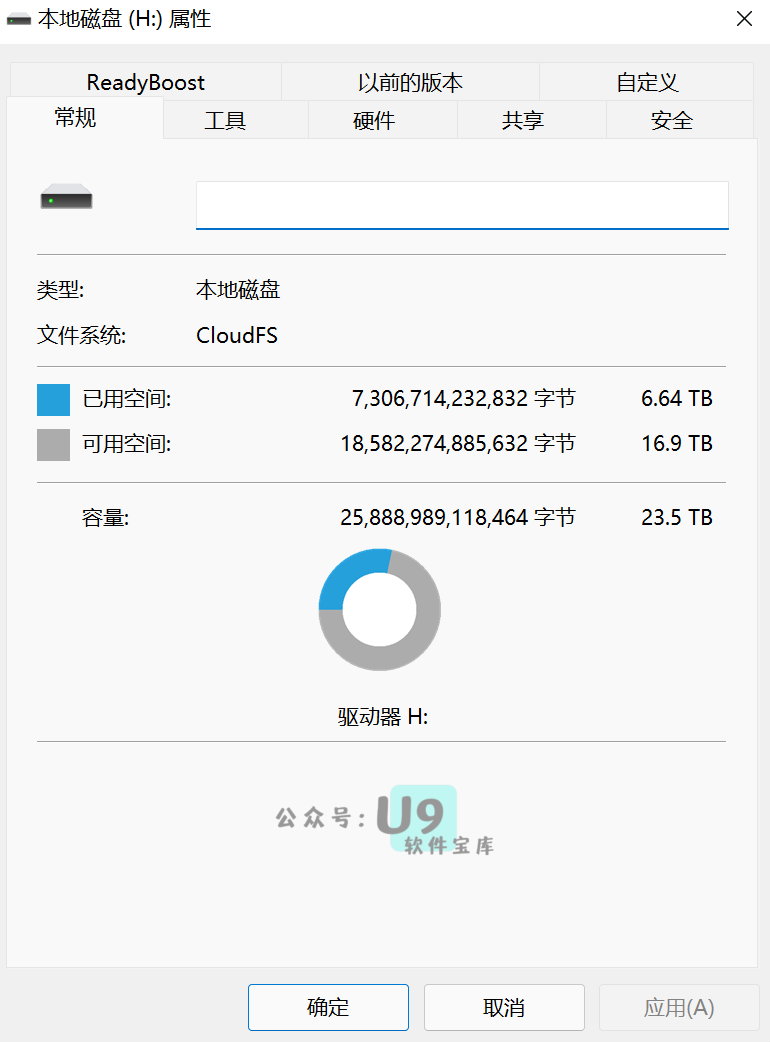 本地磁盘 (H:) 属性
ReadyBoost 以前的版本 自定义
常规 工具 硬件 共享 安全
类型: 本地磁盘
文件系统: CloudFS
已用空间: 7,306,714,232,832 字节 6.64 TB
可用空间: 18,582,274,885,632 字节 16.9 TB
容量: 25,888,989,118,464 字节 23.5 TB
驱动器 H:
公众号: U9
软件宝库
确定 取消 应用(A)